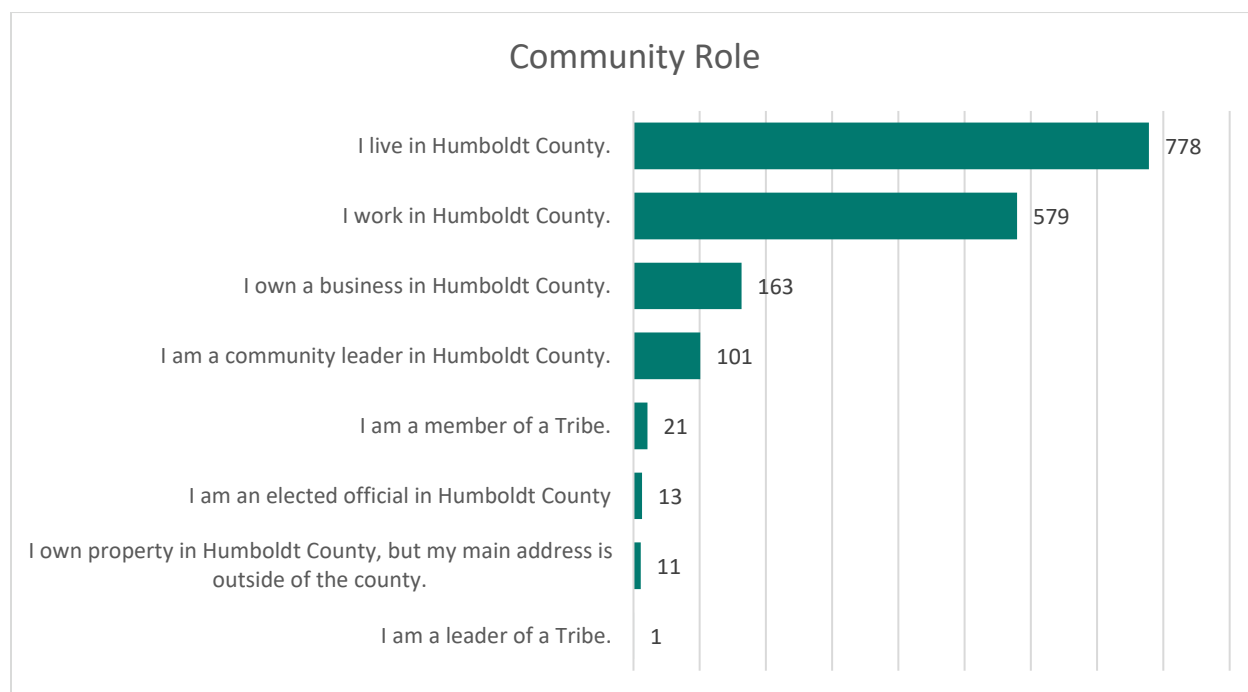 Community Role
I live in Humboldt County.
778
I work in Humboldt County.
579
I own a business in Humboldt County.
163
I am a community leader in Humboldt County.
101
I am a member of a Tribe.
21
I am an elected official in Humboldt County
13
I own property in Humboldt County, but my main address is
outside of the county.
11
I am a leader of a Tribe.
1